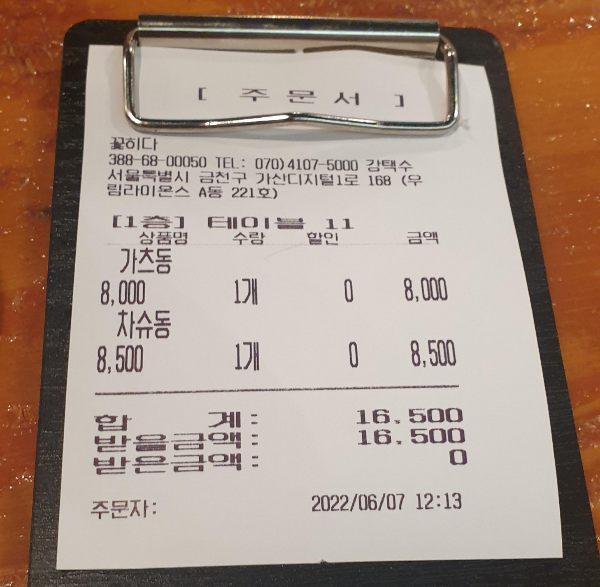 [ 주 문 서 ]
꽃히다
388-68-00050 TEL: 070)4107-5000 강택수
서울특별시 금천구 가산디지털1로 168 (우
림라이온스 A동 221호)
[1층] 테이블 11
상품명 수량 할인 금액
가츠동
8,000 1개 0 8,000
차슈동
8,500 1개 0 8,500
합 계: 16,500
받을금액: 16,500
받은금액: 0
주문자: 2022/06/07 12:13